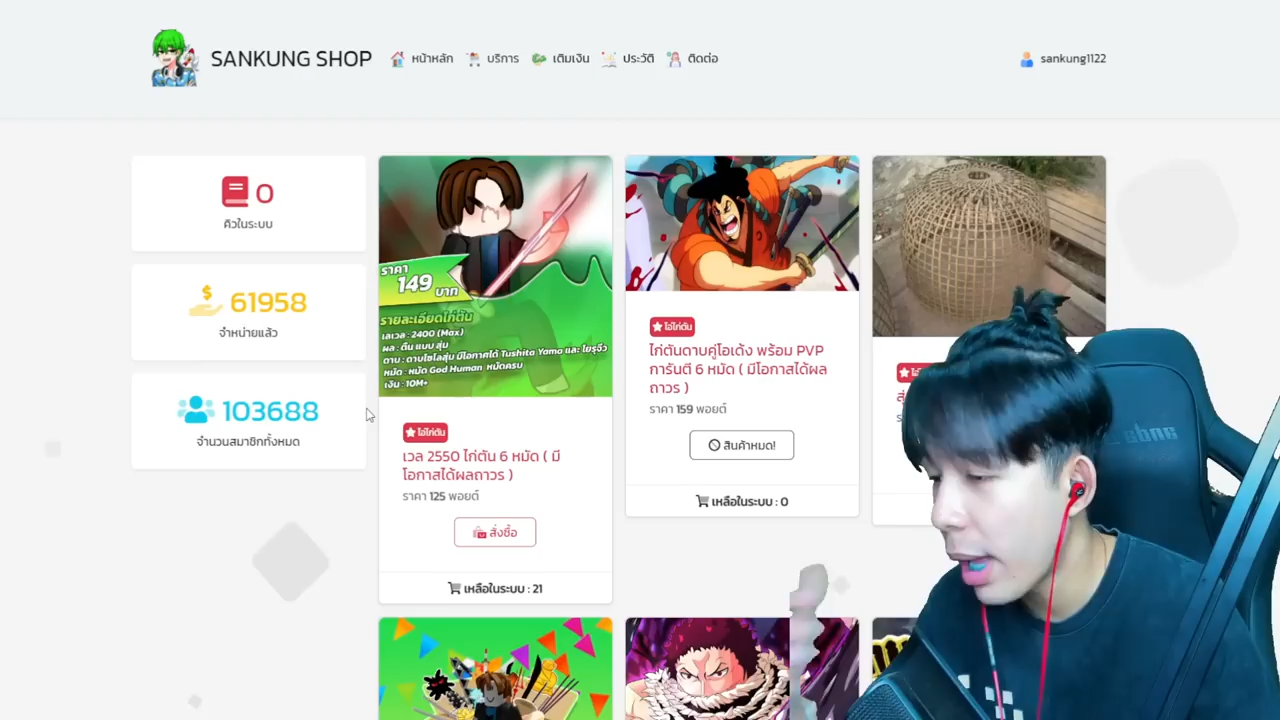 SANKUNG SHOP
หน้าหลัก
บริการ
เติมเงิน
ประวัติ
ติดต่อ
sankung1122
0
คิวในระบบ
61958
จำหน่ายแล้ว
103688
จำนวนสมาชิกทั้งหมด
ราคา
149 บาท
รายละเอียดไก่ตัน
เลเวล : 2400 (Max)
ผล : ตื่น แบบ สุ่ม
ดาบ : ดาบไซโลสุ่ม มีโอกาสได้ Tushita Yama และ โยรุจิ๋ว
หมัด : หมัด God Human หมัดครบ
เงิน : 10M+
ไอ่ไก่ตัน
เวล 2550 ไก่ตัน 6 หมัด ( มี
โอกาสได้ผลถาวร )
ราคา 125 พอยต์
สั่งซื้อ
เหลือในระบบ : 21
ไอ่ไก่ตัน
ไก่ตันดาบคู่โอเด้ง พร้อม PVP
การันตี 6 หมัด ( มีโอกาสได้ผล
ถาวร )
ราคา 159 พอยต์
สินค้าหมด!
เหลือในระบบ : 0